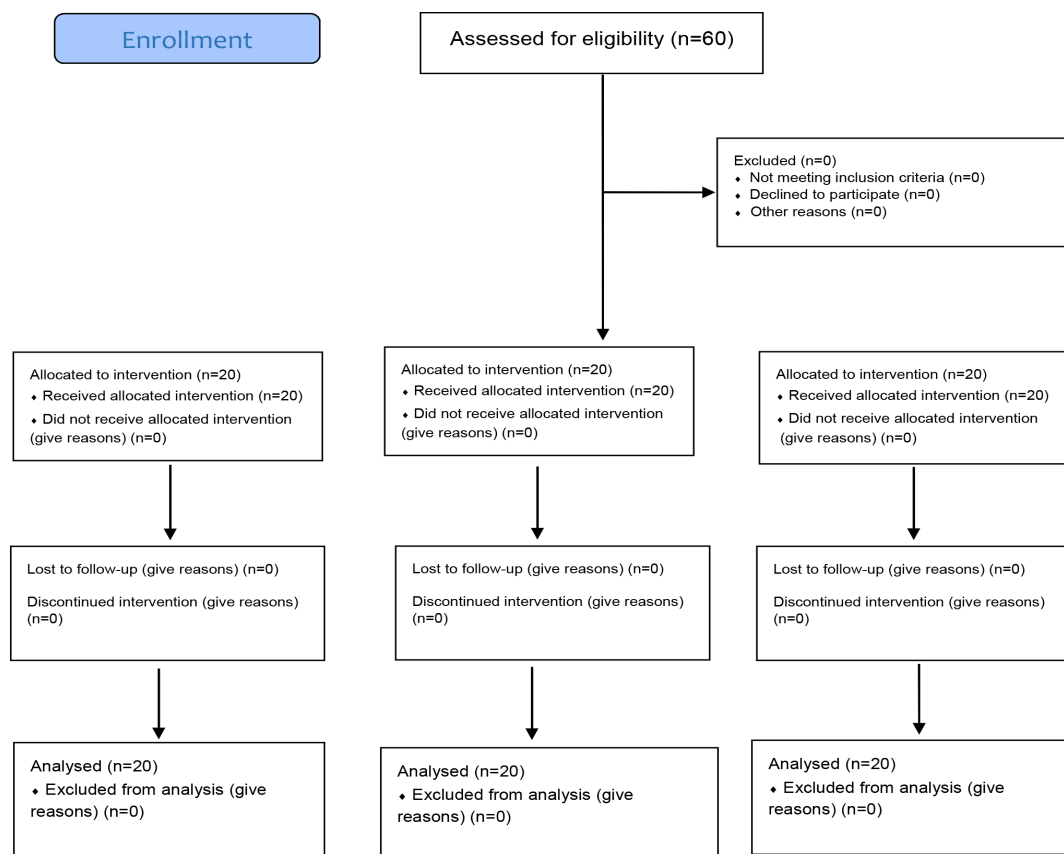 Enrollment
Assessed for eligibility (n=60)
Excluded (n=0)
⬩ Not meeting inclusion criteria (n=0)
⬩ Declined to participate (n=0)
⬩ Other reasons (n=0)
Allocated to intervention (n=20)
⬩ Received allocated intervention (n=20)
⬩ Did not receive allocated intervention
(give reasons) (n=0)
Allocated to intervention (n=20)
⬩ Received allocated intervention (n=20)
⬩ Did not receive allocated intervention
(give reasons) (n=0)
Allocated to intervention (n=20)
⬩ Received allocated intervention (n=20)
⬩ Did not receive allocated intervention
(give reasons) (n=0)
Lost to follow-up (give reasons) (n=0)
Discontinued intervention (give reasons)
(n=0)
Lost to follow-up (give reasons) (n=0)
Discontinued intervention (give reasons)
(n=0)
Lost to follow-up (give reasons) (n=0)
Discontinued intervention (give reasons)
(n=0)
Analysed (n=20)
⬩ Excluded from analysis (give
reasons) (n=0)
Analysed (n=20)
⬩ Excluded from analysis (give
reasons) (n=0)
Analysed (n=20)
⬩ Excluded from analysis (give
reasons) (n=0)